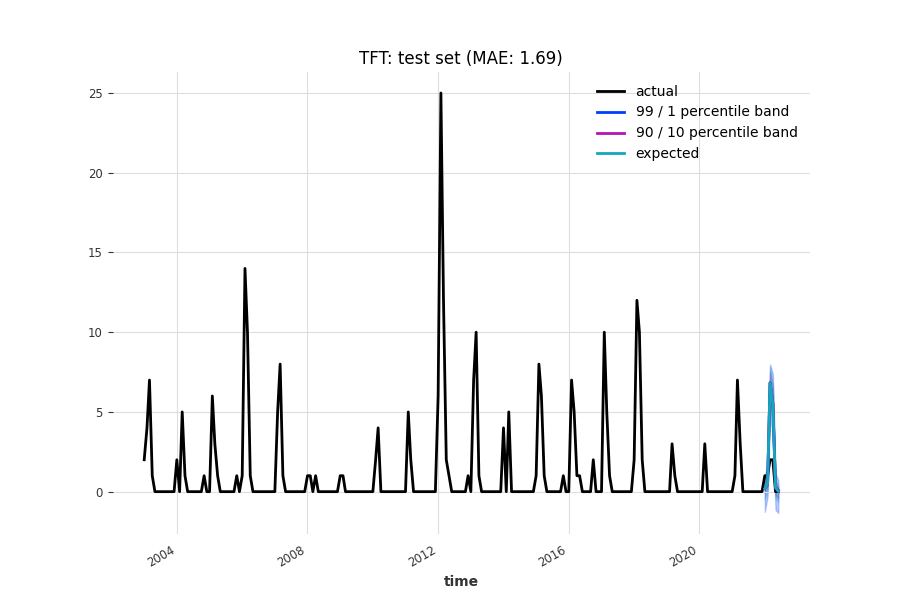 TFT: test set (MAE: 1.69)
actual
99 / 1 percentile band
90 / 10 percentile band
expected
25
20
15
10
5
0
2004
2008
2012
2016
2020
time